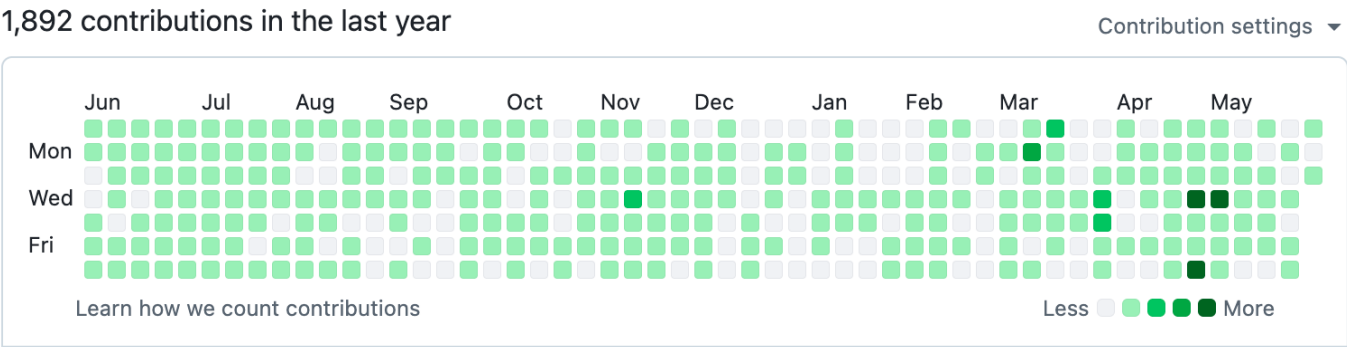 1,892 contributions in the last year
Contribution settings
Jun Jul Aug Sep Oct Nov Dec Jan Feb Mar Apr May
Mon
Wed
Fri
Learn how we count contributions
Less More